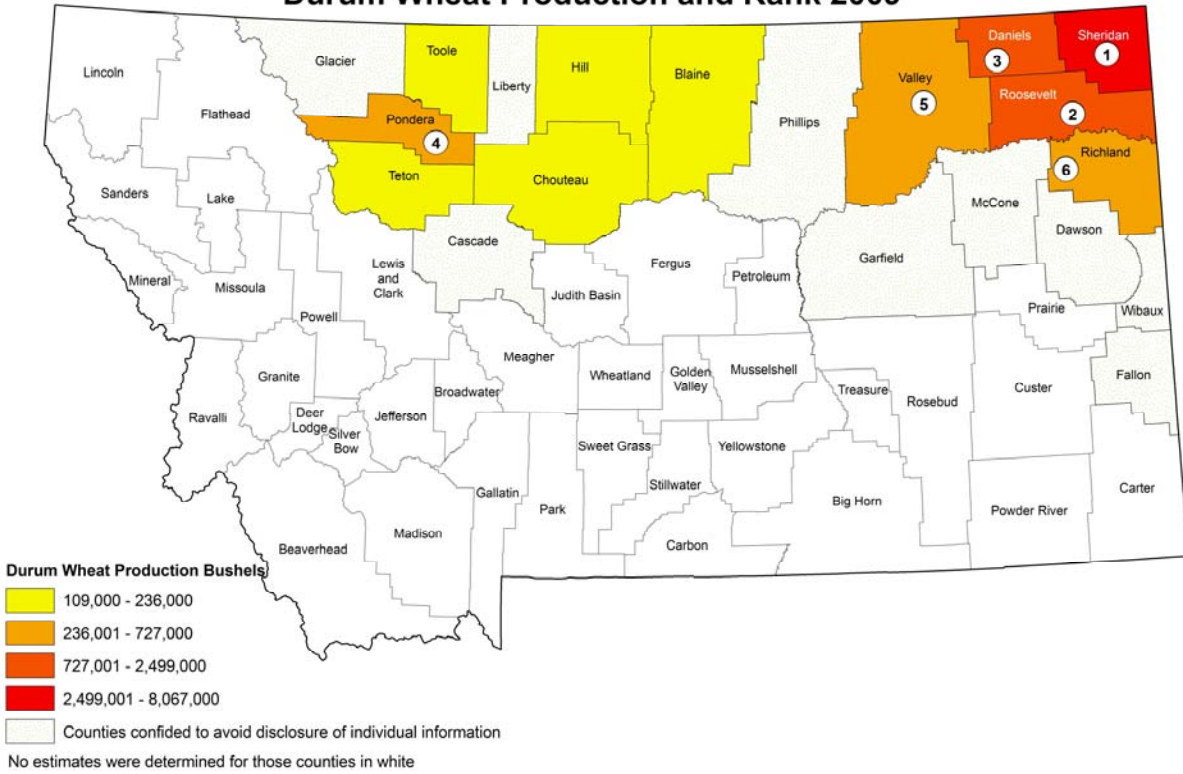 Durum Wheat Production and Rank
Lincoln
Flathead
Glacier
Toole
Liberty
Hill
Blaine
Phillips
Valley
5
Daniels
3
Sheridan
1
Roosevelt
2
Richland
6
Pondera
4
Teton
Chouteau
Sanders
Lake
Cascade
McCone
Dawson
Garfield
Mineral
Missoula
Powell
Lewis
and
Clark
Judith Basin
Fergus
Petroleum
Prairie
Wibaux
Ravalli
Granite
Deer
Lodge
Silver
Bow
Jefferson
Broadwater
Meagher
Wheatland
Golden
Valley
Musselshell
Treasure
Rosebud
Custer
Fallon
Beaverhead
Madison
Gallatin
Park
Sweet Grass
Stillwater
Yellowstone
Carbon
Big Horn
Powder River
Carter
Durum Wheat Production Bushels
109,000 - 236,000
236,001 - 727,000
727,001 - 2,499,000
2,499,001 - 8,067,000
Counties confided to avoid disclosure of individual information
No estimates were determined for those counties in white